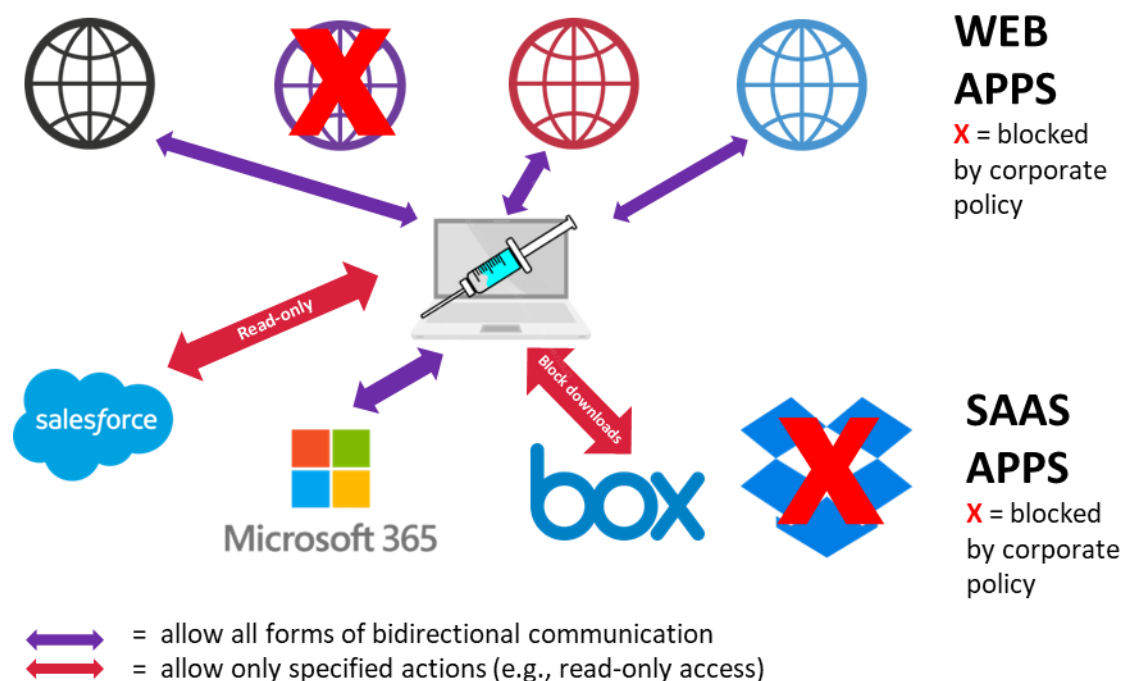 WEB
APPS
X = blocked
by corporate
policy
X
Read-only
Block downloads
salesforce
Microsoft 365
box
X
SAAS
APPS
X = blocked
by corporate
policy
= allow all forms of bidirectional communication
= allow only specified actions (e.g., read-only access)